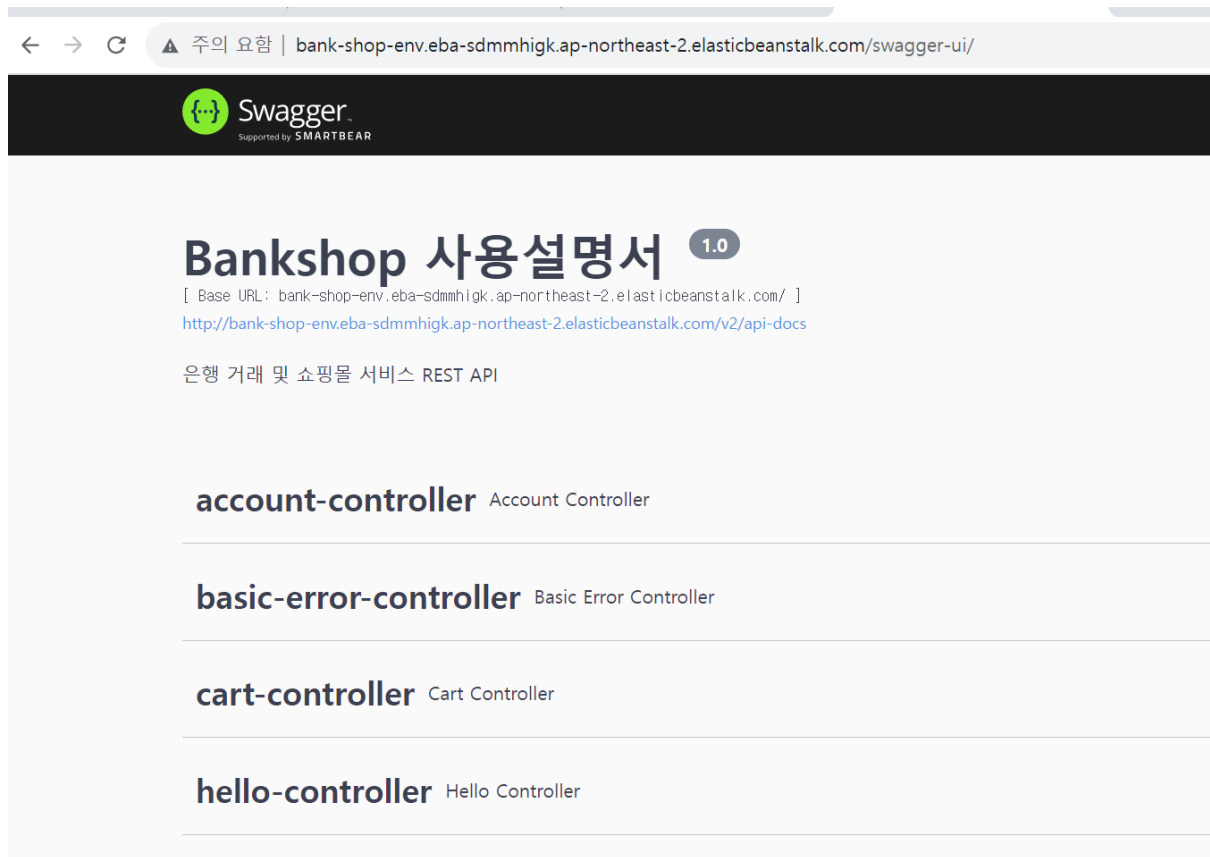 주의 요함 | bank-shop-env.eba-sdmmhigk.ap-northeast-2.elasticbeanstalk.com/swagger-ui/
{···} Swagger™
Supported by SMARTBEAR
Bankshop 사용설명서 1.0
[ Base URL: bank-shop-env.eba-sdmmhigk.ap-northeast-2.elasticbeanstalk.com/ ]
http://bank-shop-env.eba-sdmmhigk.ap-northeast-2.elasticbeanstalk.com/v2/api-docs
은행 거래 및 쇼핑몰 서비스 REST API
account-controller Account Controller
basic-error-controller Basic Error Controller
cart-controller Cart Controller
hello-controller Hello Controller